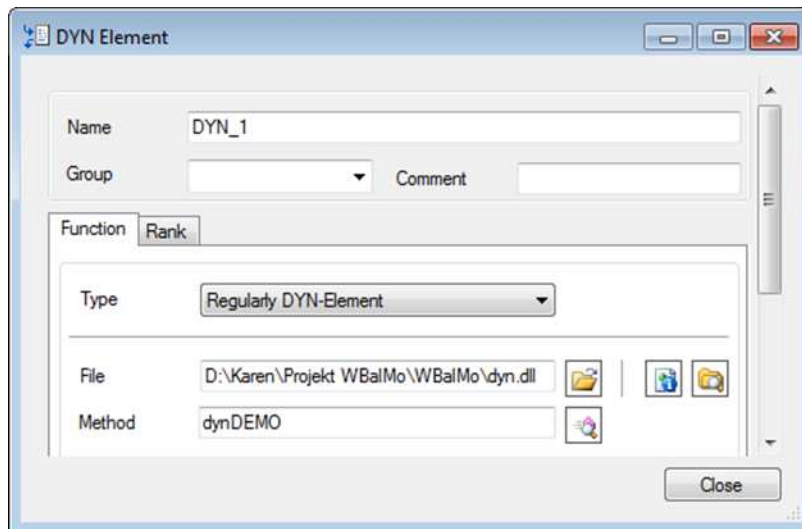 DYN Element
Name DYN_1
Group Comment
Function Rank
Type Regularly DYN-Element
File D:\Karen\Projekt WBalMo\WBalMo\dyn.dll
Method dynDEMO
Close